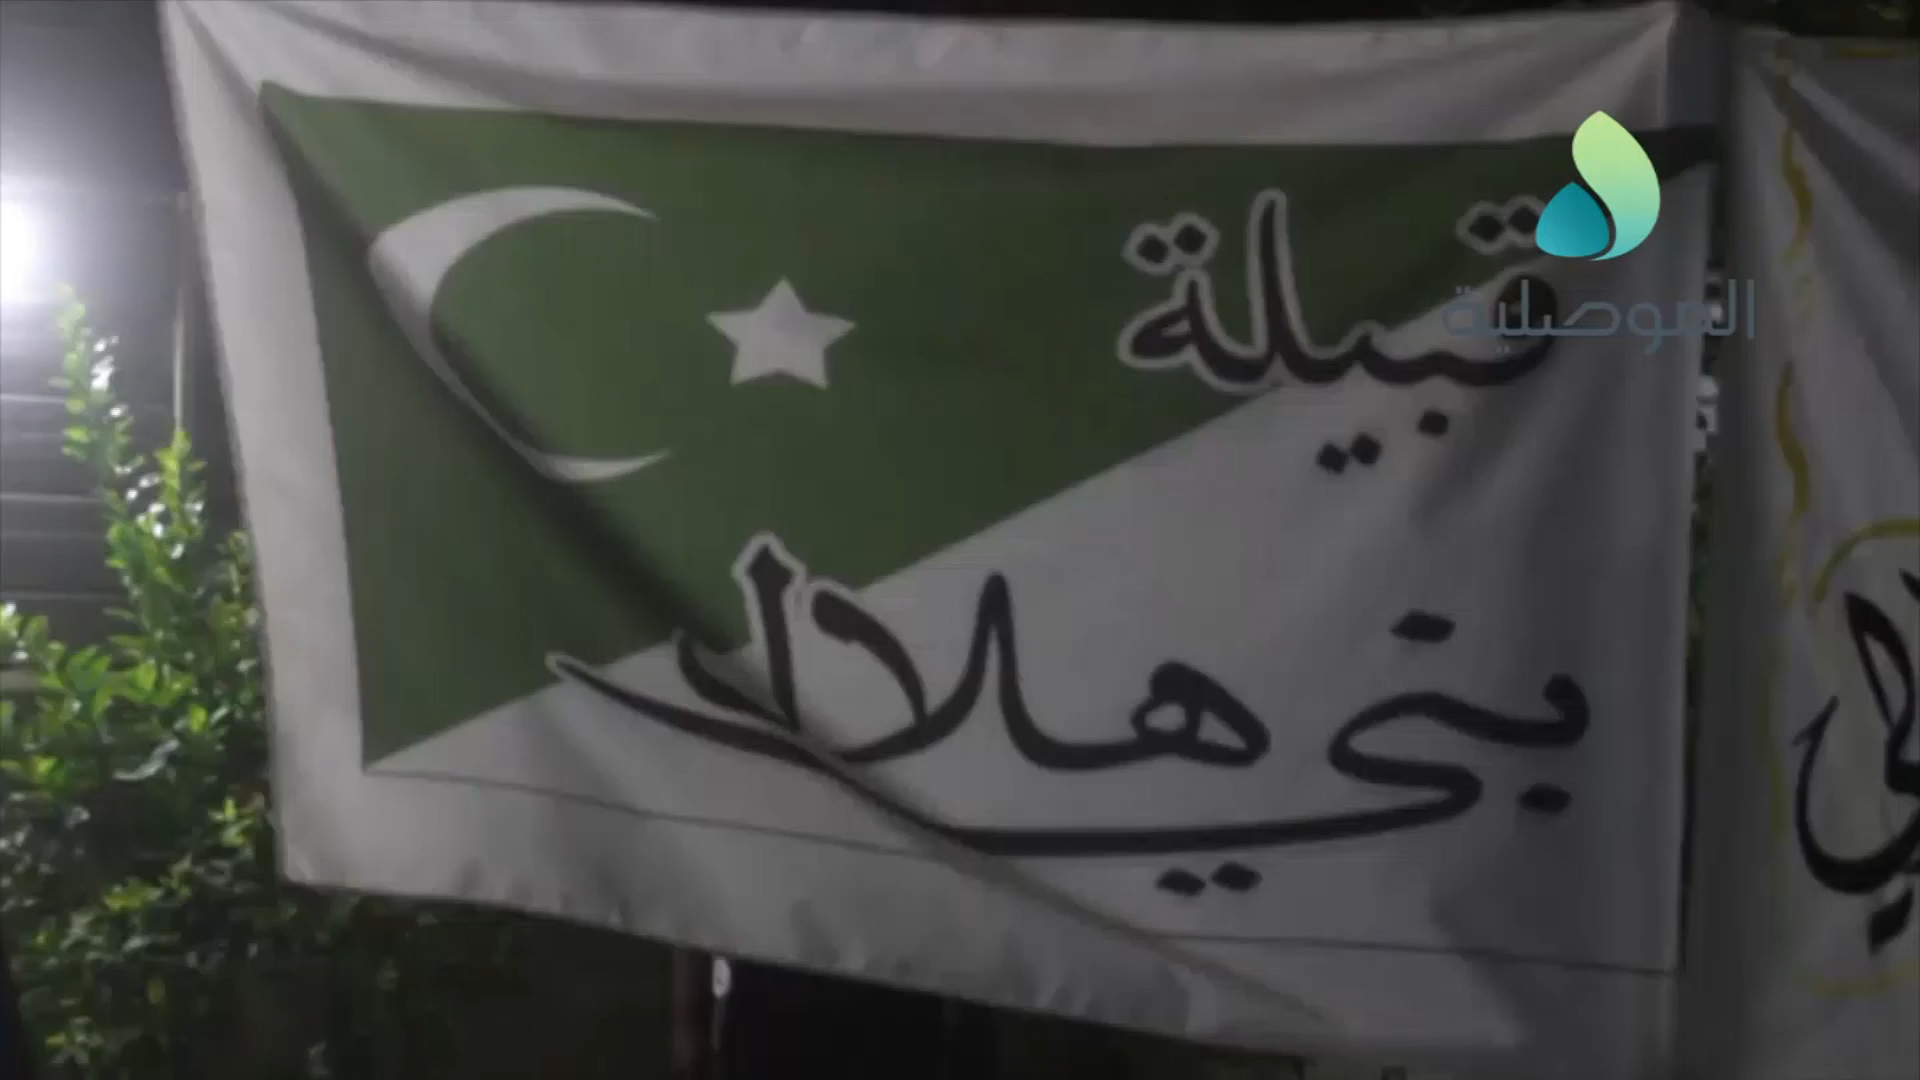 قبيلة
بني هلال
الموصلية